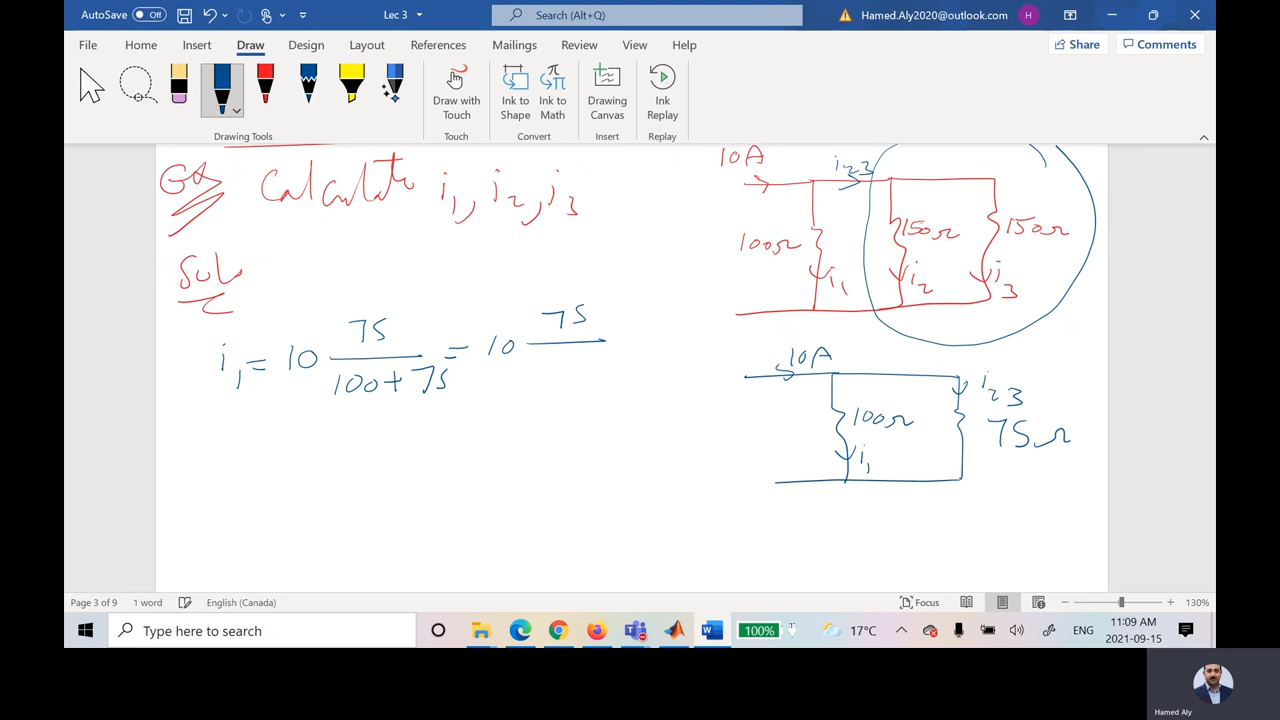 AutoSave Off Lec 3 Search (Alt+Q) Hamed.Aly2020@outlook.com H
File Home Insert Draw Design Layout References Mailings Review View Help Share Comments
Draw with Touch
Ink to Shape
Ink to Math
Drawing Canvas
Ink Replay
Drawing Tools Touch Convert Insert Replay
Ex Calculate i1, i2, i3
Sol
i1 = 10 75/(100+75) = 10 75/
10A i23
100Ω 150Ω 150Ω
i1 i2 i3
10A i23
100Ω 75Ω
i1
Page 3 of 9 1 word English (Canada) Focus 130%
Type here to search 100% 17°C ENG 11:09 AM
2021-09-15
Hamed Aly